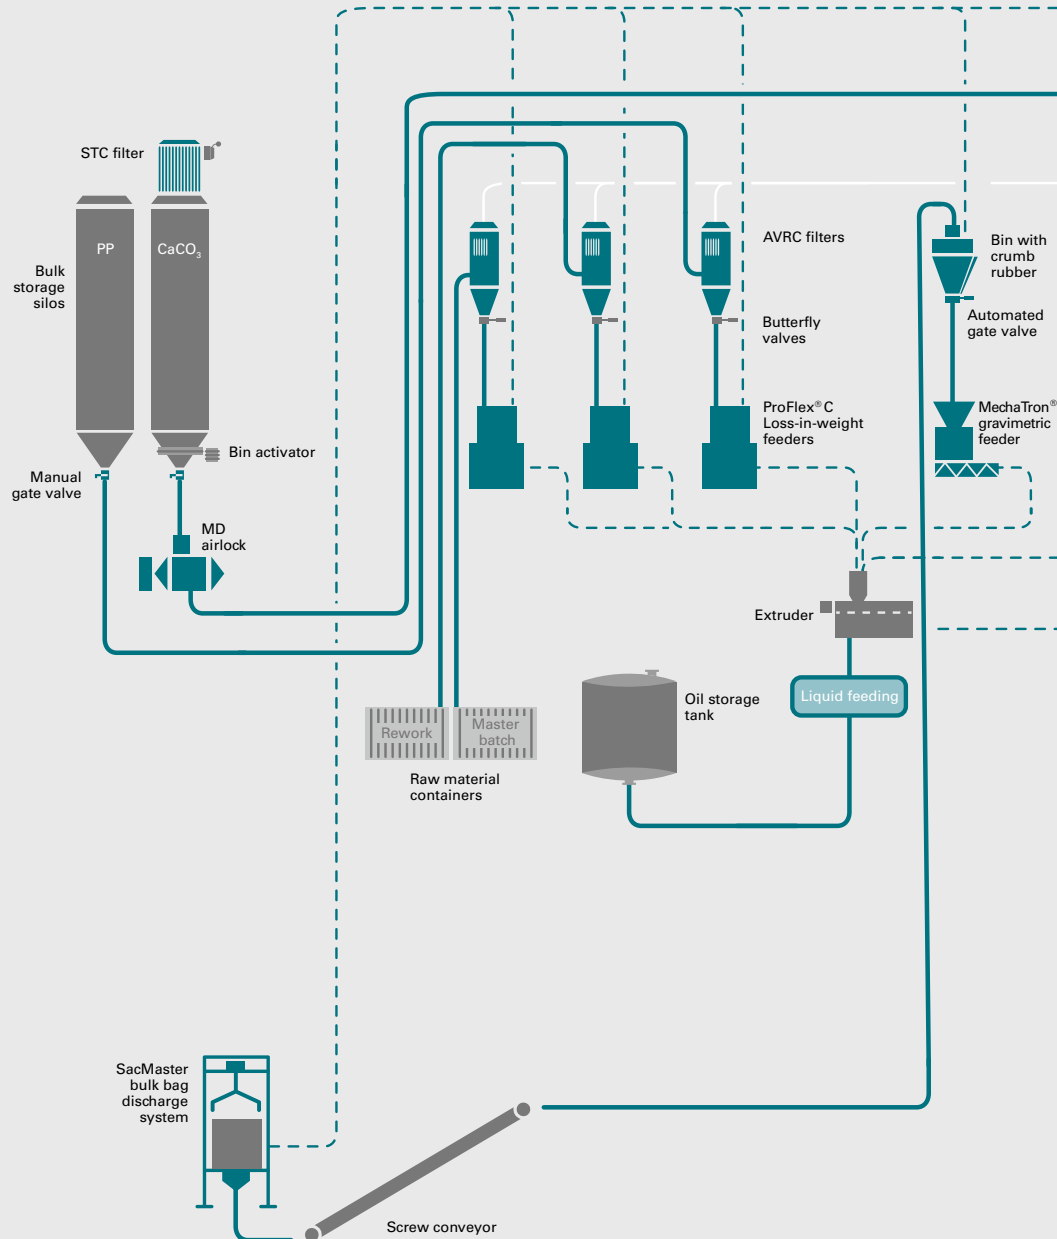 STC filter
PP
CaCO₃
Bulk
storage
silos
Bin activator
Manual
gate valve
MD
airlock
AVRC filters
Butterfly
valves
ProFlex® C
Loss-in-weight
feeders
Bin with
crumb
rubber
Automated
gate valve
MechaTron®
gravimetric
feeder
Extruder
Liquid feeding
Oil storage
tank
Rework
Master
batch
Raw material
containers
SacMaster
bulk bag
discharge
system
Screw conveyor